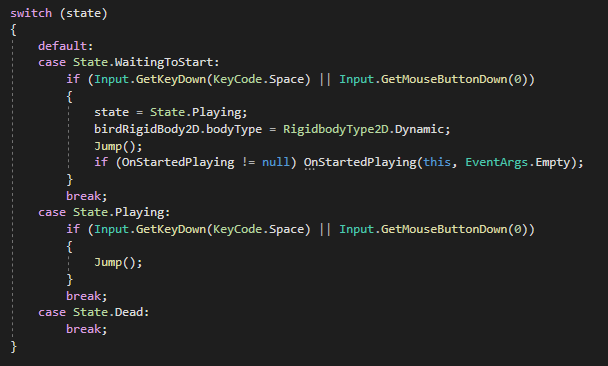 switch (state)
{
default:
case State.WaitingToStart:
if (Input.GetKeyDown(KeyCode.Space) || Input.GetMouseButtonDown(0))
{
state = State.Playing;
birdRigidBody2D.bodyType = RigidbodyType2D.Dynamic;
Jump();
if (OnStartedPlaying != null) OnStartedPlaying(this, EventArgs.Empty);
}
break;
case State.Playing:
if (Input.GetKeyDown(KeyCode.Space) || Input.GetMouseButtonDown(0))
{
Jump();
}
break;
case State.Dead:
break;
}